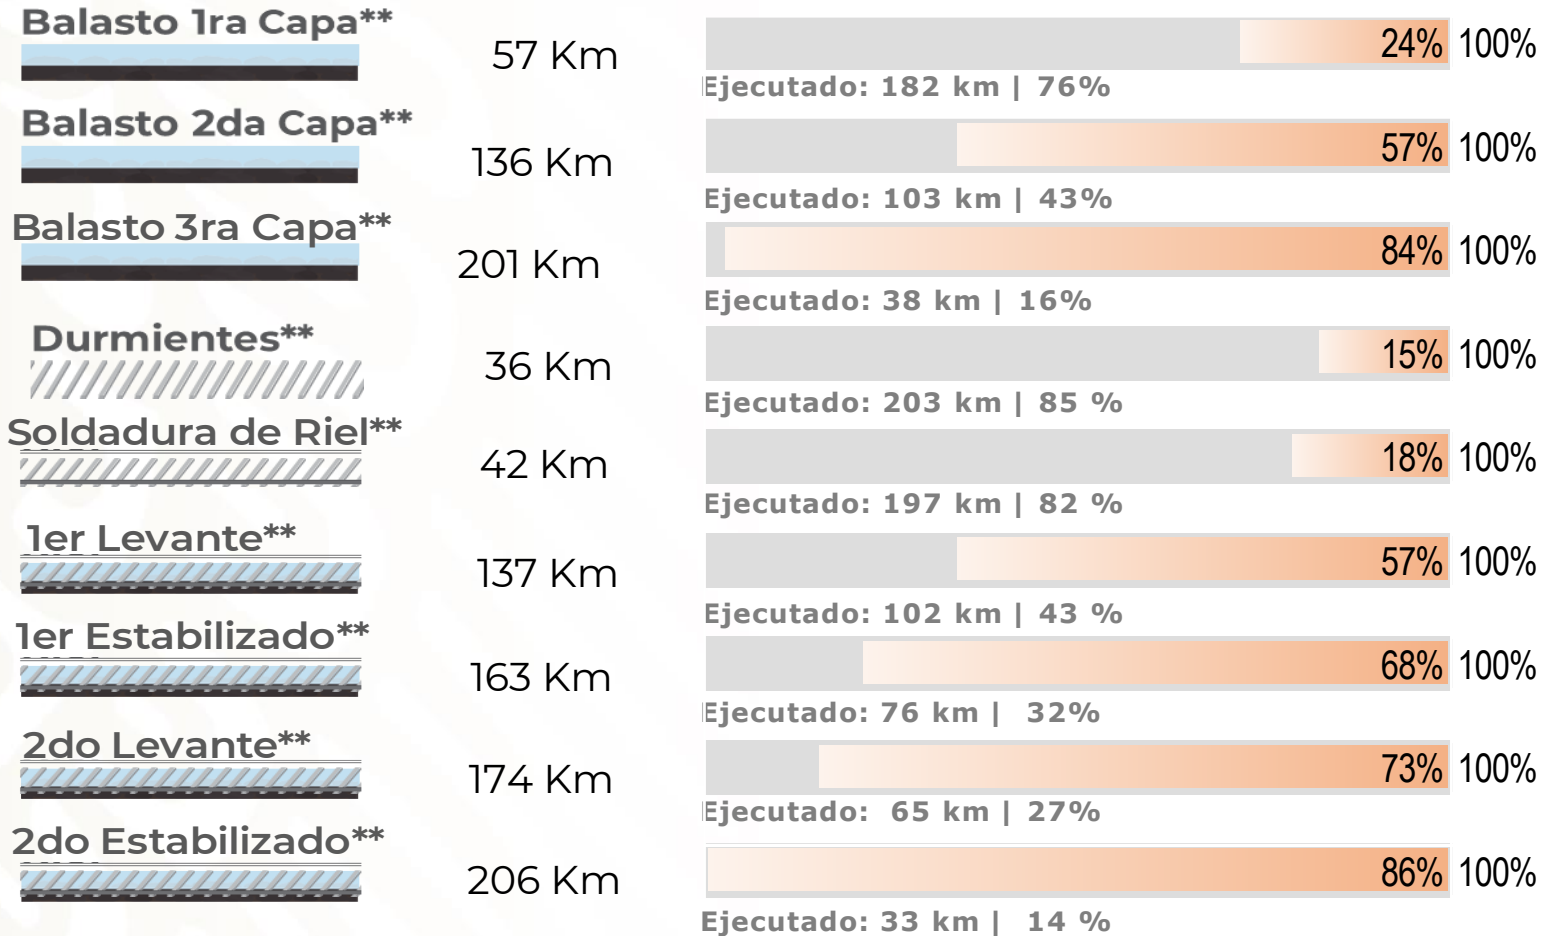 Balasto 1ra Capa**
57 Km
24% 100%
Ejecutado: 182 km | 76%
Balasto 2da Capa**
136 Km
57% 100%
Ejecutado: 103 km | 43%
Balasto 3ra Capa**
201 Km
84% 100%
Ejecutado: 38 km | 16%
Durmientes**
36 Km
15% 100%
Ejecutado: 203 km | 85 %
Soldadura de Riel**
42 Km
18% 100%
Ejecutado: 197 km | 82 %
1er Levante**
137 Km
57% 100%
Ejecutado: 102 km | 43 %
1er Estabilizado**
163 Km
68% 100%
Ejecutado: 76 km |  32%
2do Levante**
174 Km
73% 100%
Ejecutado:  65 km | 27%
2do Estabilizado**
206 Km
86% 100%
Ejecutado: 33 km |  14 %